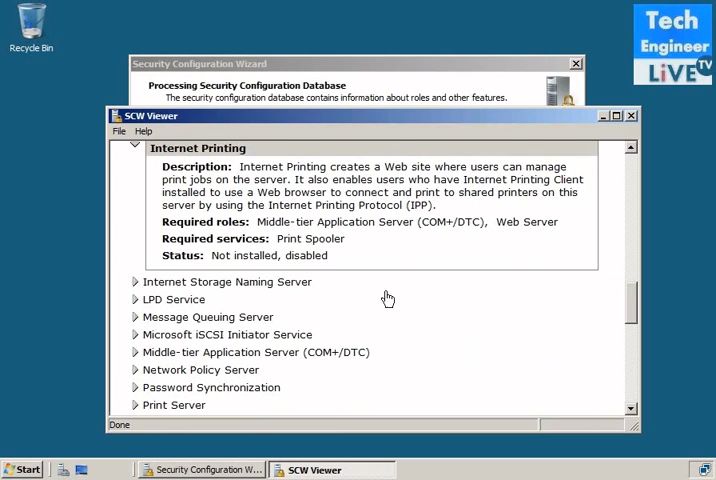 Recycle Bin
Tech
Engineer
LiVE TV
Security Configuration Wizard
Processing Security Configuration Database
The security configuration database contains information about roles and other features.
SCW Viewer
File Help
Internet Printing
Description: Internet Printing creates a Web site where users can manage
print jobs on the server. It also enables users who have Internet Printing Client
installed to use a Web browser to connect and print to shared printers on this
server by using the Internet Printing Protocol (IPP).
Required roles: Middle-tier Application Server (COM+/DTC), Web Server
Required services: Print Spooler
Status: Not installed, disabled
Internet Storage Naming Server
LPD Service
Message Queuing Server
Microsoft iSCSI Initiator Service
Middle-tier Application Server (COM+/DTC)
Network Policy Server
Password Synchronization
Print Server
Done
Start
Security Configuration W...
SCW Viewer